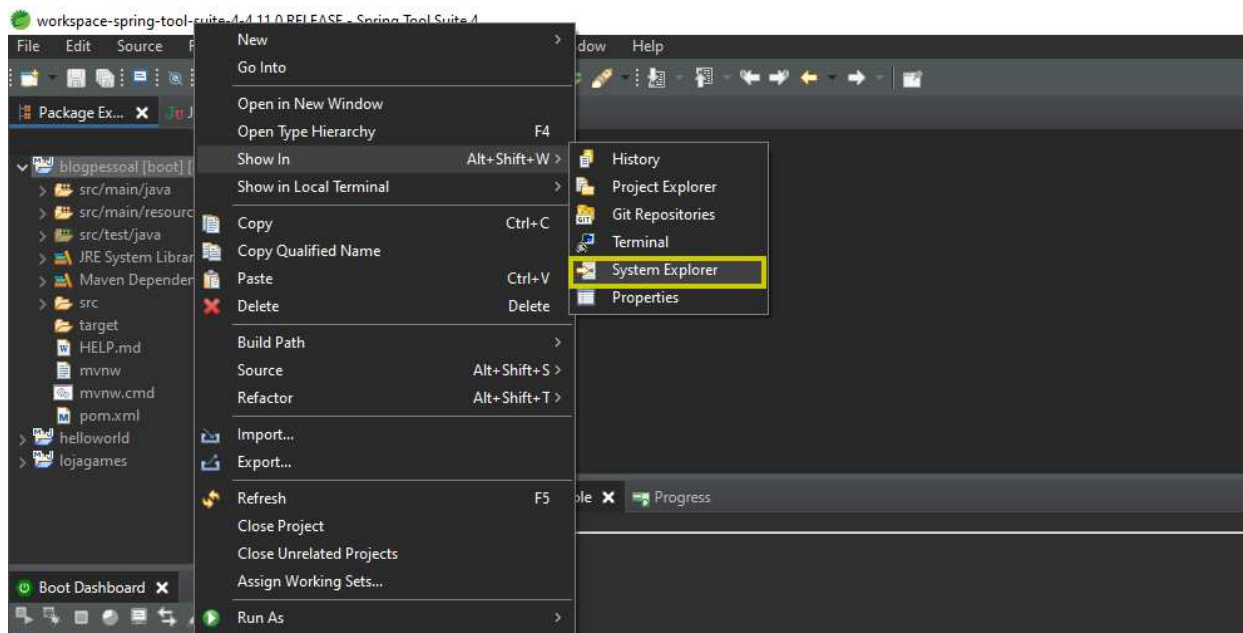 workspace-spring-tool-suite-4-4.11.0.RELEASE - Spring Tool Suite 4
File Edit Source
dow Help
Package Ex...
blogpessoal [boot]
src/main/java
src/main/resourc
src/test/java
JRE System Librar
Maven Depender
src
target
HELP.md
mvnw
mvnw.cmd
pom.xml
helloworld
lojagames
Boot Dashboard
New >
Go Into
Open in New Window
Open Type Hierarchy F4
Show In Alt+Shift+W >
Show in Local Terminal >
Copy Ctrl+C
Copy Qualified Name
Paste Ctrl+V
Delete Delete
Build Path >
Source Alt+Shift+S >
Refactor Alt+Shift+T >
Import...
Export...
Refresh F5
Close Project
Close Unrelated Projects
Assign Working Sets...
Run As >
History
Project Explorer
GIT Git Repositories
Terminal
System Explorer
Properties
ole Progress